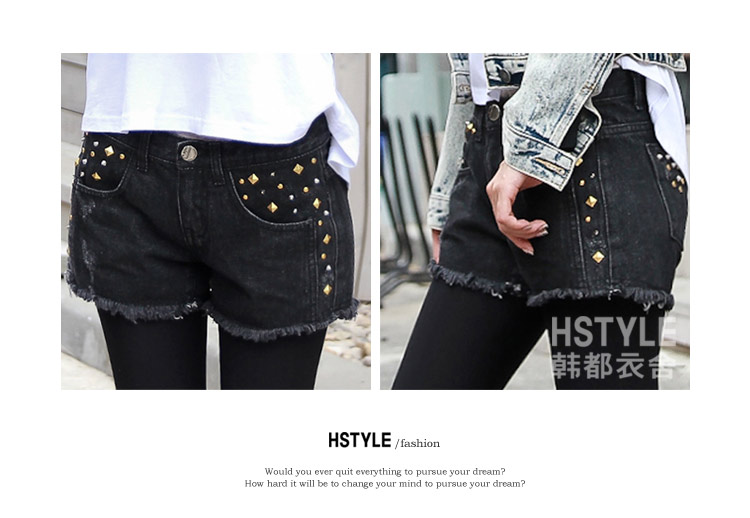 HSTYLE
韩都衣舍
HSTYLE /fashion
Would you ever quit everything to pursue your dream?
How hard it will be to change your mind to pursue your dream?